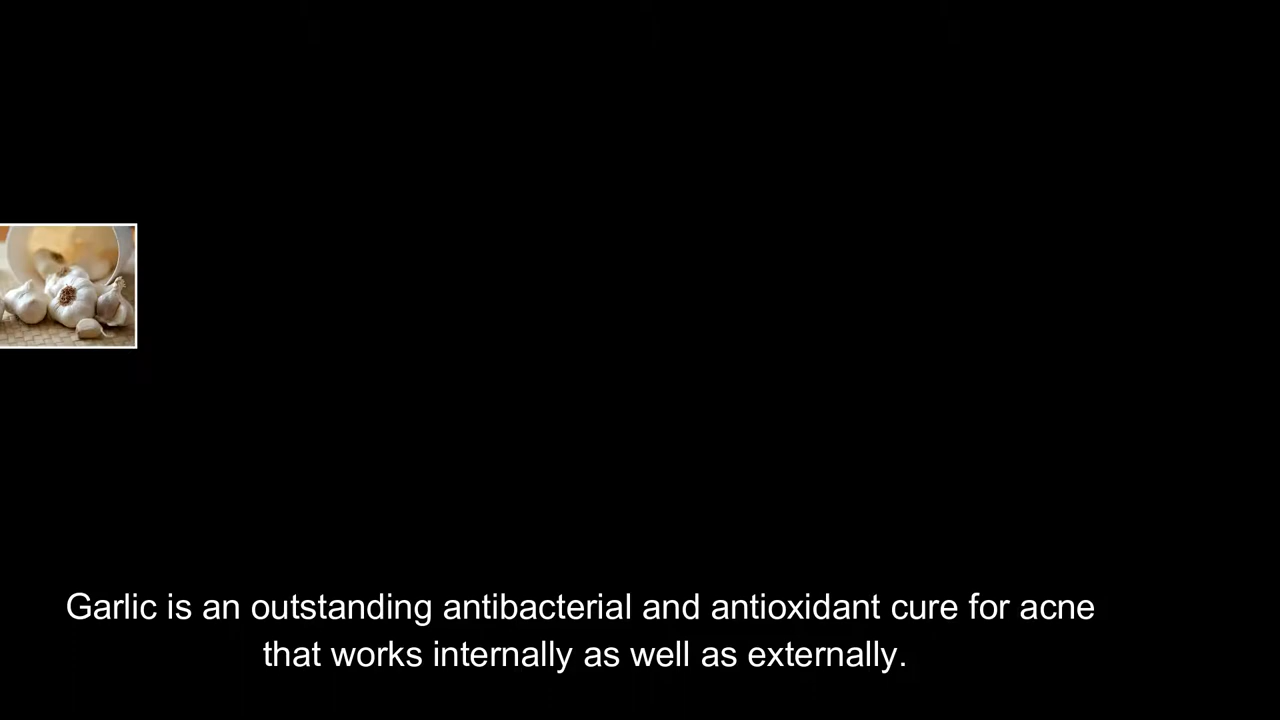 Garlic is an outstanding antibacterial and antioxidant cure for acne
that works internally as well as externally.